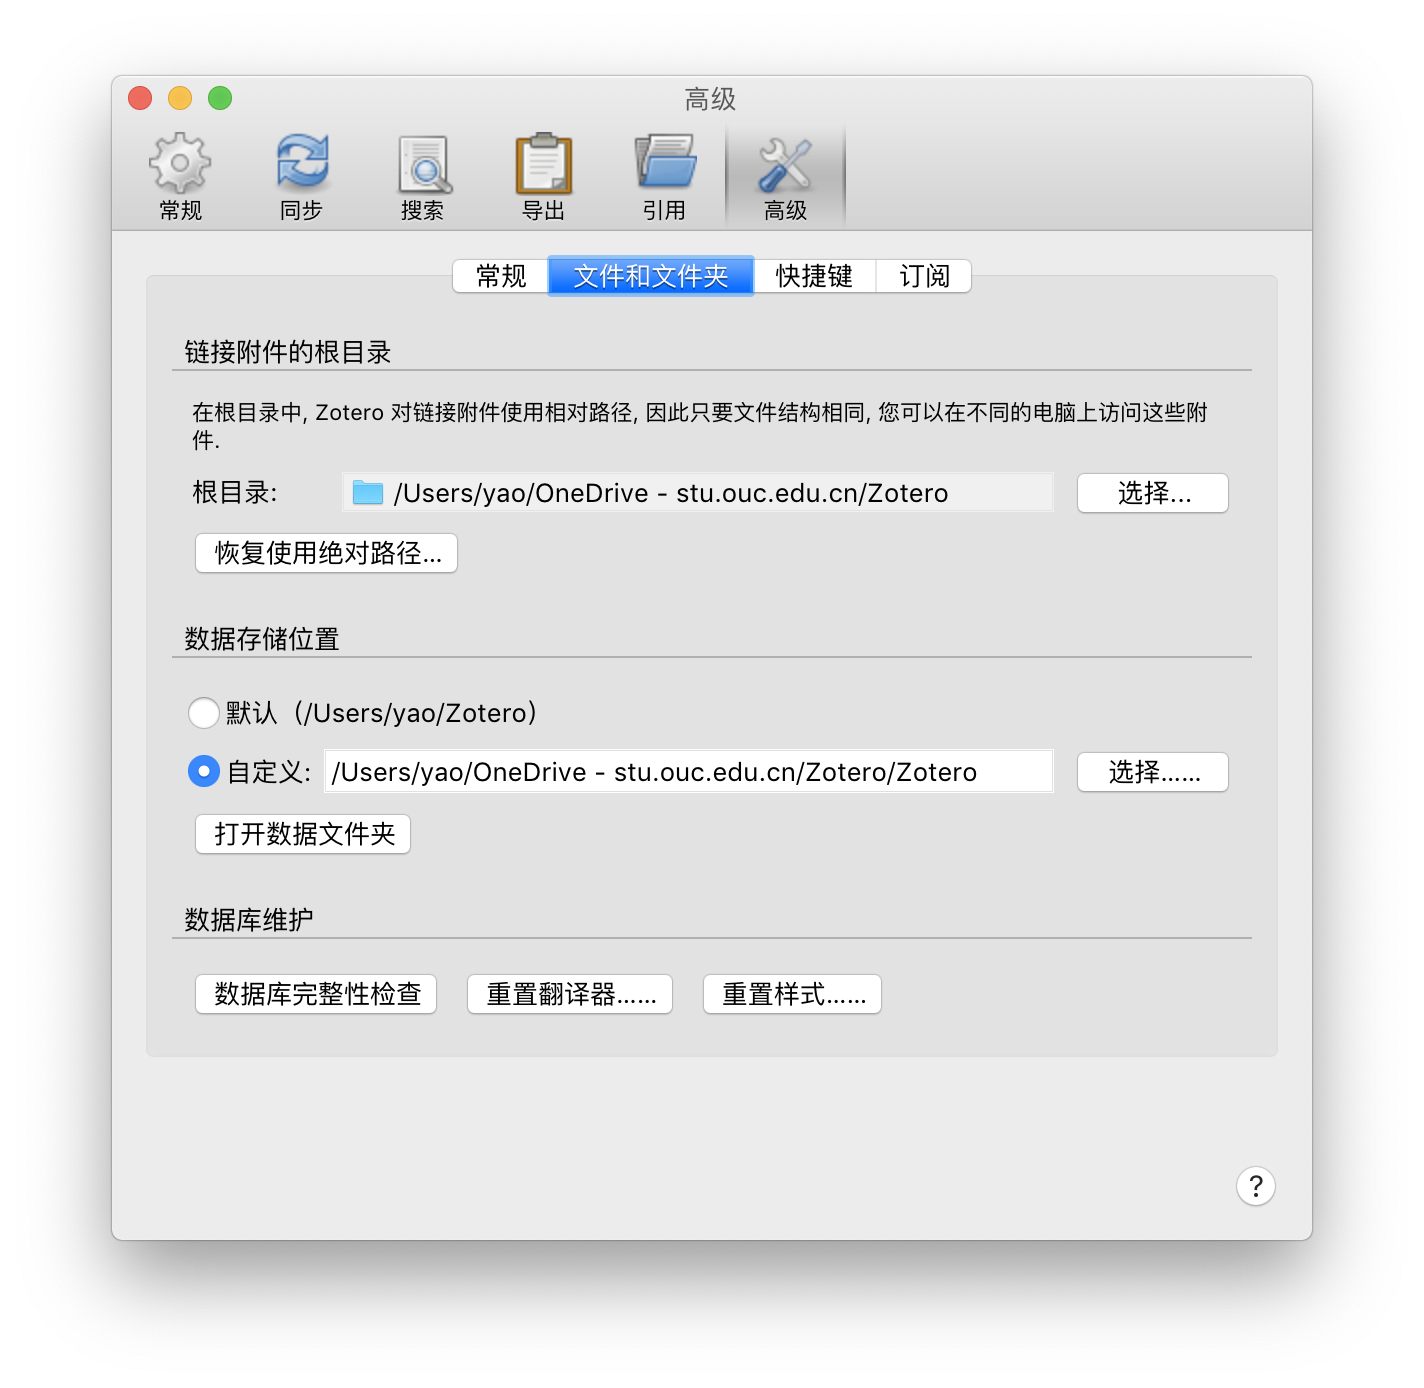 高级
常规
同步
搜索
导出
引用
高级
常规
文件和文件夹
快捷键
订阅
链接附件的根目录
在根目录中, Zotero 对链接附件使用相对路径, 因此只要文件结构相同, 您可以在不同的电脑上访问这些附
件.
根目录: /Users/yao/OneDrive - stu.ouc.edu.cn/Zotero 选择...
恢复使用绝对路径...
数据存储位置
默认（/Users/yao/Zotero）
自定义: /Users/yao/OneDrive - stu.ouc.edu.cn/Zotero/Zotero 选择……
打开数据文件夹
数据库维护
数据库完整性检查 重置翻译器…… 重置样式……
?